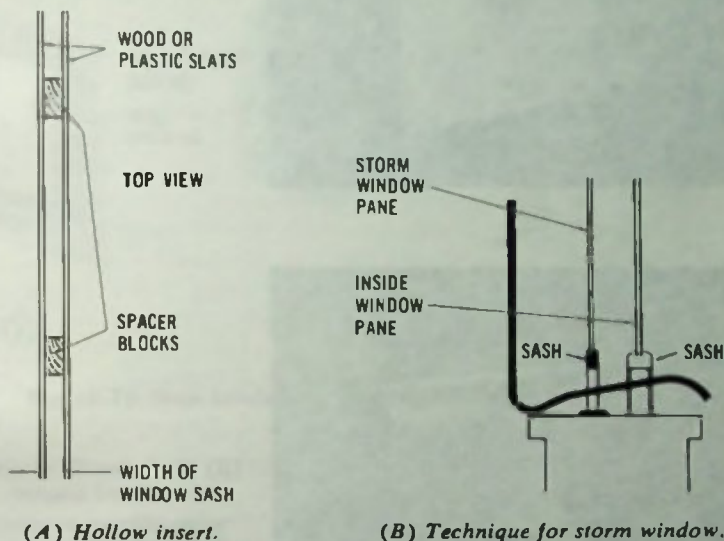 WOOD OR
PLASTIC SLATS
TOP VIEW
SPACER
BLOCKS
WIDTH OF
WINDOW SASH
(A) Hollow insert.
STORM
WINDOW
PANE
INSIDE
WINDOW
PANE
SASH
SASH
(B) Technique for storm window.